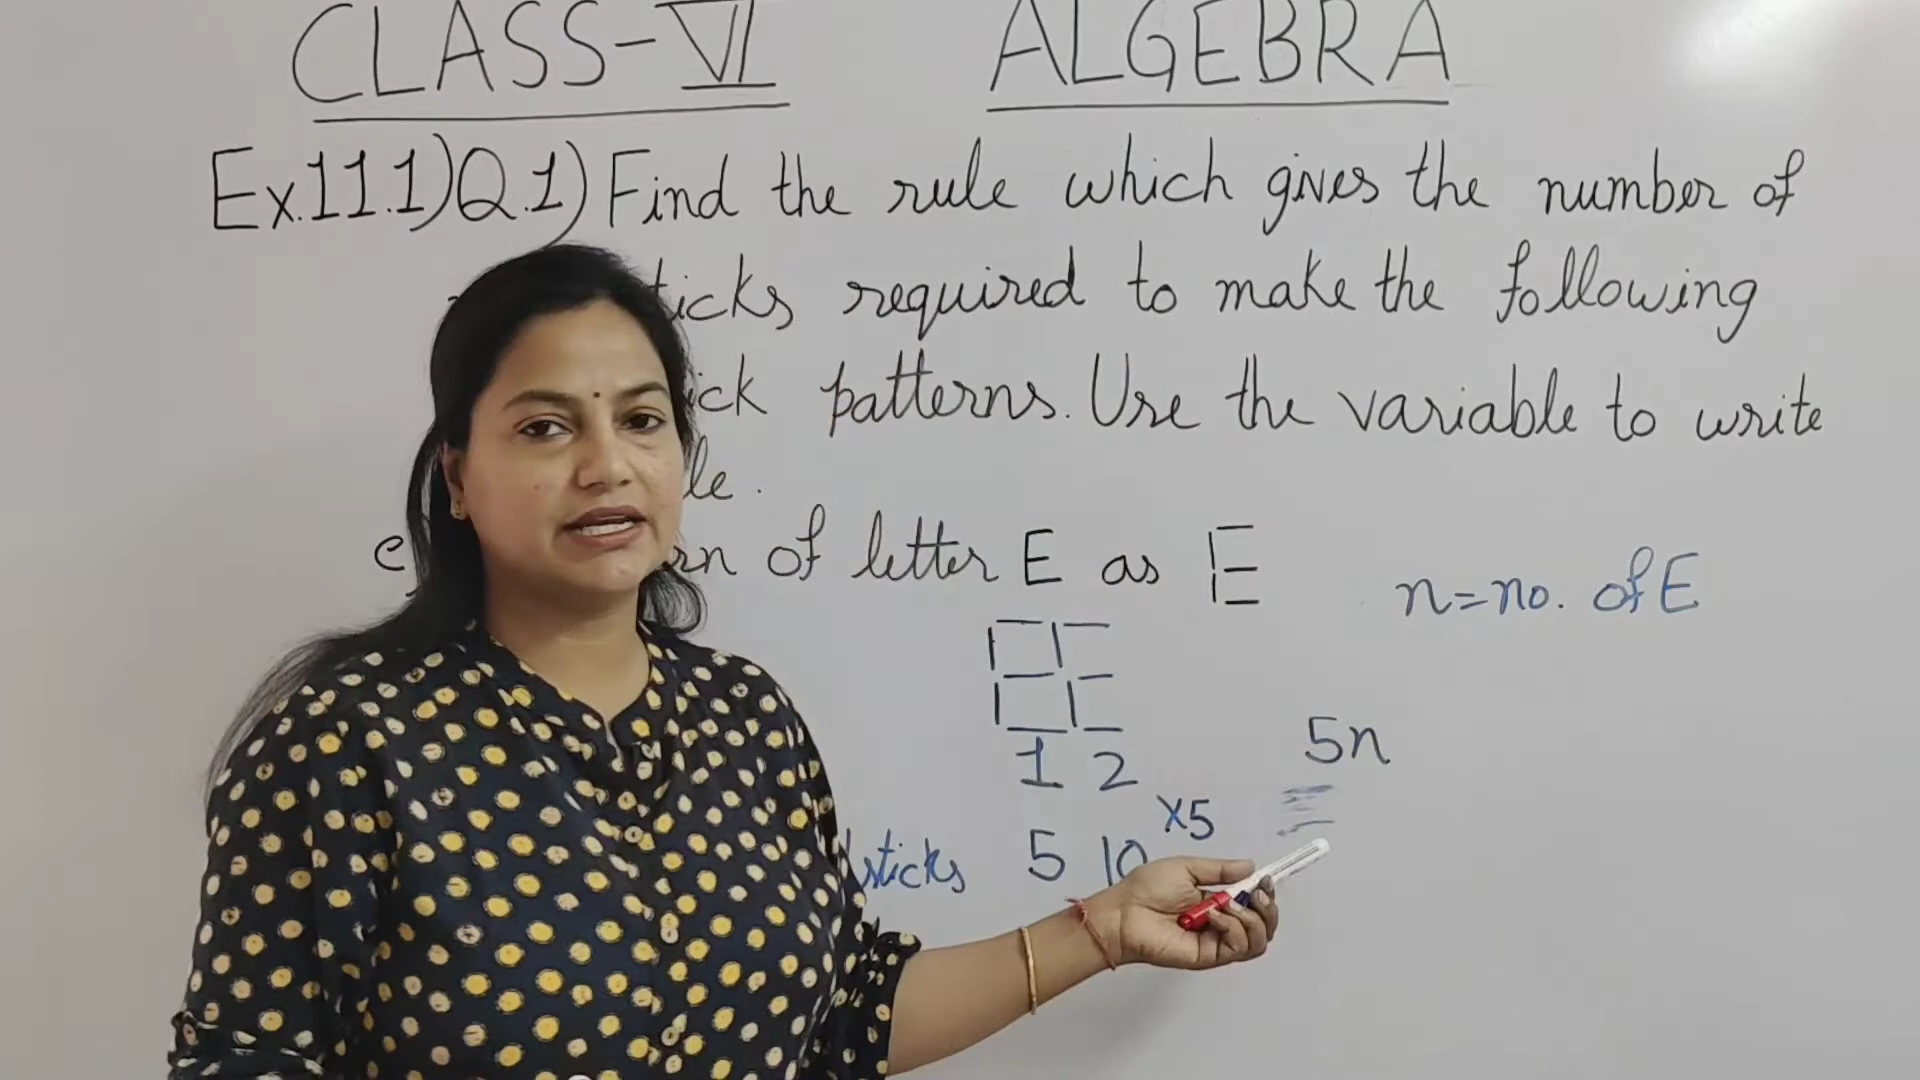 CLASS-VI ALGEBRA
Ex.11.1) Q.1) Find the rule which gives the number of
ticks required to make the following
ick patterns. Use the variable to write
le.
e rn of letter E as E
n=no. of E
1 2
5n
x5
sticks 5 10